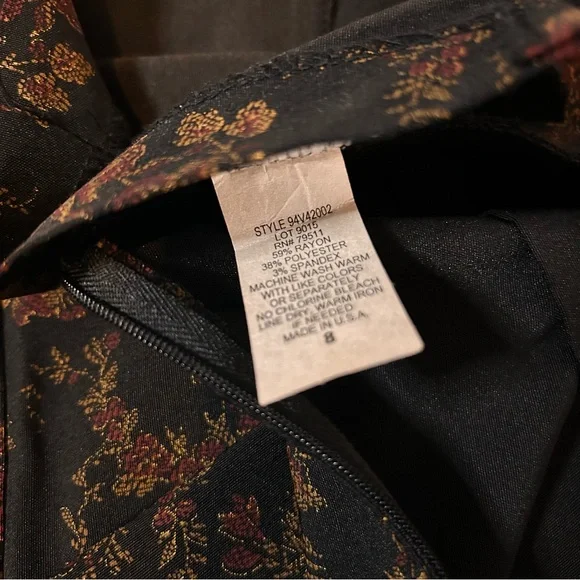 STYLE 94V42002
LOT 9015
RN# 79511
59% RAYON
38% POLYESTER
3% SPANDEX
MACHINE WASH WARM
WITH LIKE COLORS
OR SEPARATELY
NO CHLORINE BLEACH
LINE DRY, WARM IRON
IF NEEDED
MADE IN U.S.A.
8